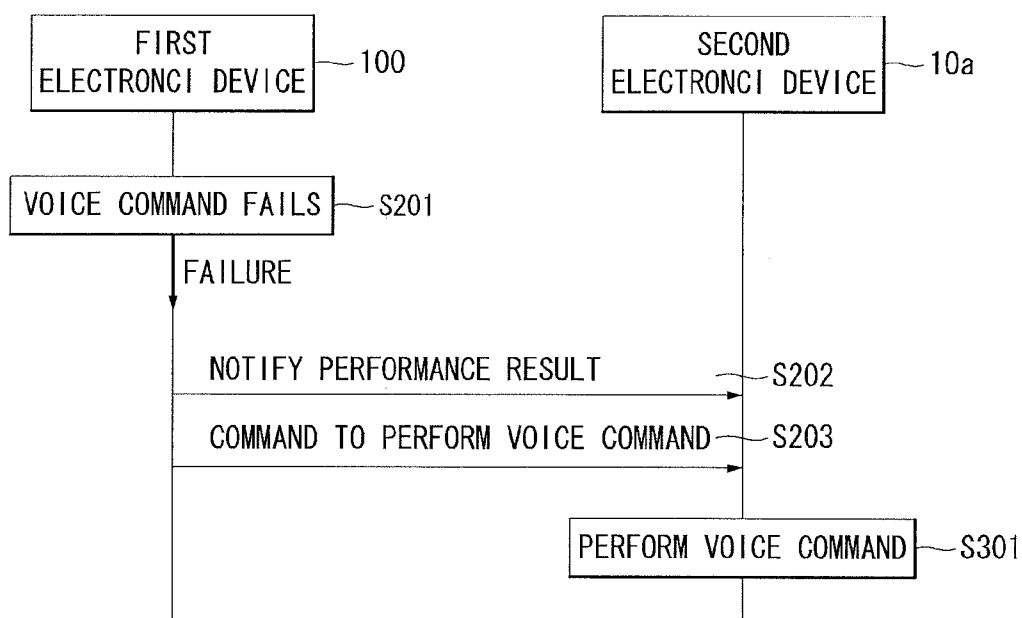 FIRST
ELECTRONCI DEVICE
100
SECOND
ELECTRONCI DEVICE
10a
VOICE COMMAND FAILS
S201
FAILURE
NOTIFY PERFORMANCE RESULT
S202
COMMAND TO PERFORM VOICE COMMAND
S203
PERFORM VOICE COMMAND
S301